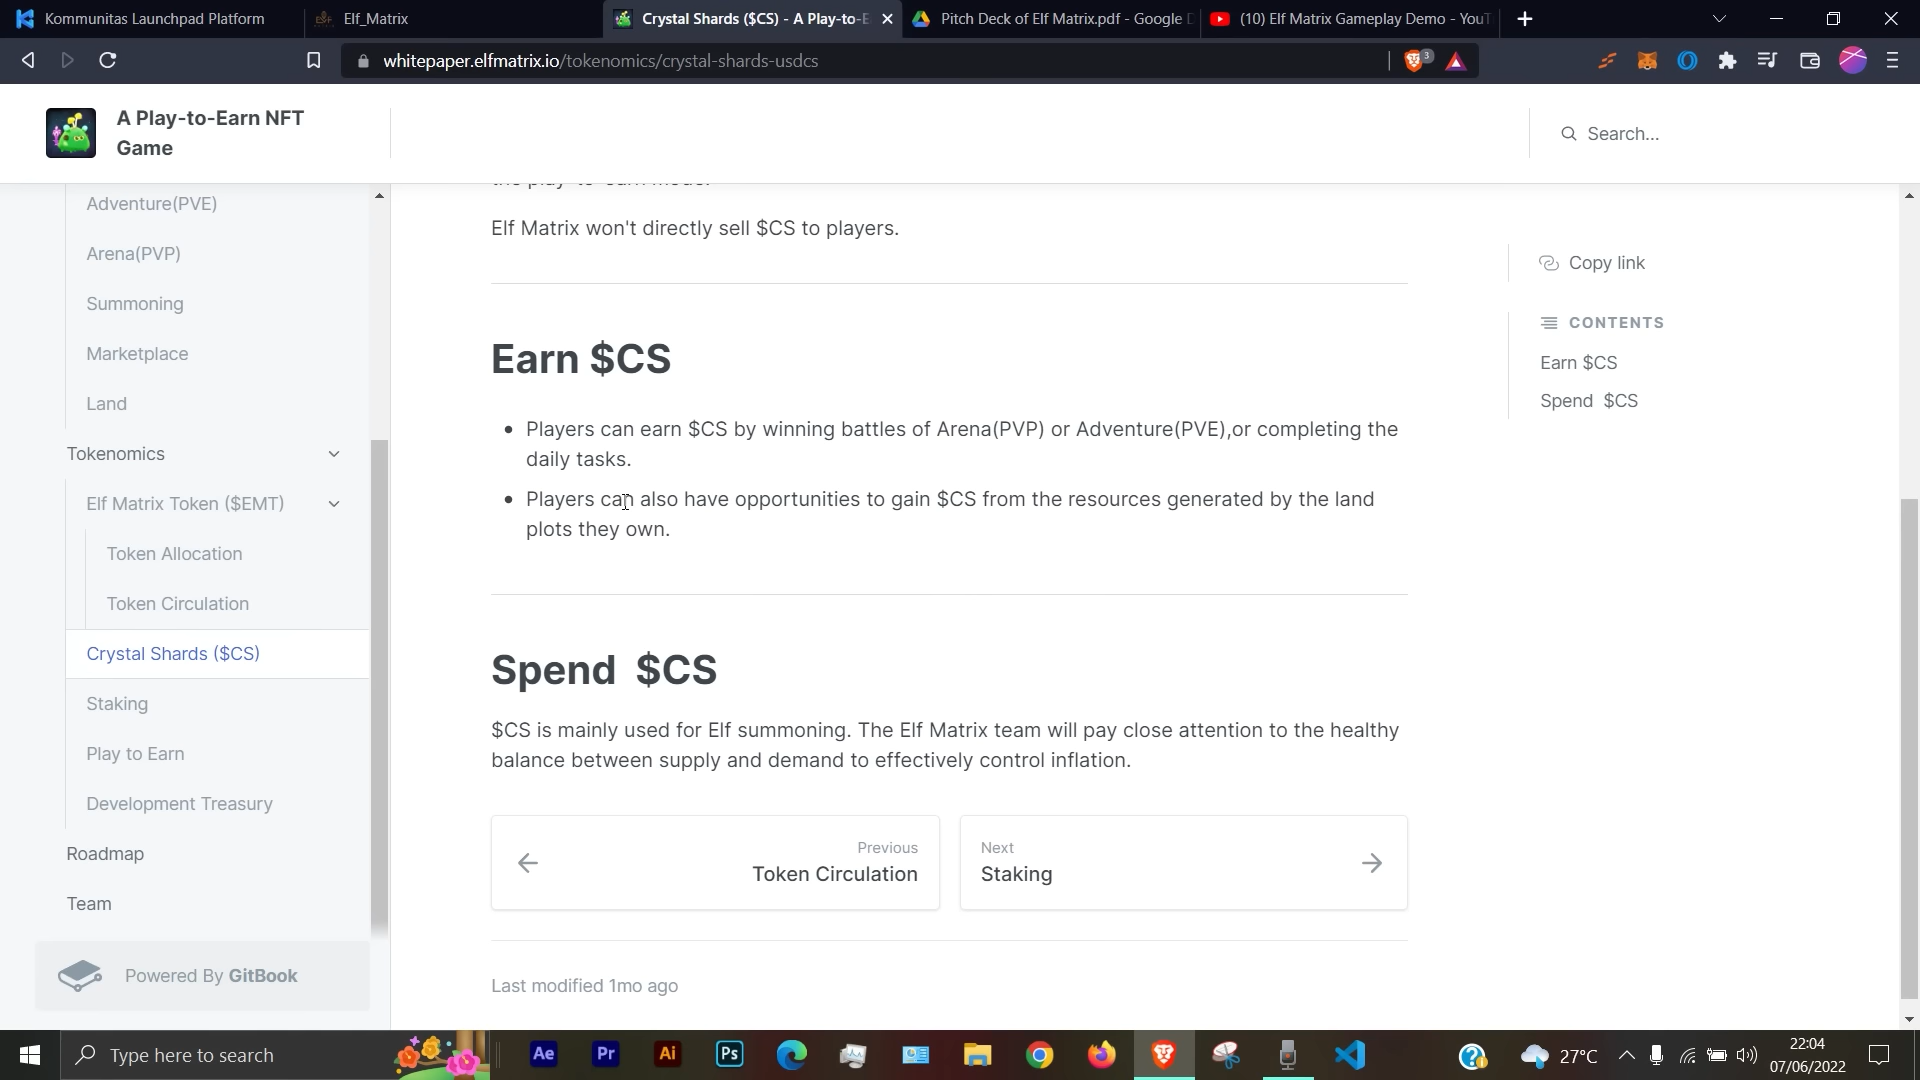 Kommunitas Launchpad Platform
Elf_Matrix
Crystal Shards ($CS) - A Play-to-E
Pitch Deck of Elf Matrix.pdf - Google D
(10) Elf Matrix Gameplay Demo - YouT
whitepaper.elfmatrix.io/tokenomics/crystal-shards-usdcs
3
A Play-to-Earn NFT
Game
Search...
Adventure(PVE)
Arena(PVP)
Summoning
Marketplace
Land
Tokenomics
Elf Matrix Token ($EMT)
Token Allocation
Token Circulation
Crystal Shards ($CS)
Staking
Play to Earn
Development Treasury
Roadmap
Team
Powered By GitBook
Elf Matrix won't directly sell $CS to players.
Earn $CS
Players can earn $CS by winning battles of Arena(PVP) or Adventure(PVE),or completing the
daily tasks.
Players can also have opportunities to gain $CS from the resources generated by the land
plots they own.
Spend $CS
$CS is mainly used for Elf summoning. The Elf Matrix team will pay close attention to the healthy
balance between supply and demand to effectively control inflation.
Previous
Token Circulation
Next
Staking
Last modified 1mo ago
Copy link
CONTENTS
Earn $CS
Spend $CS
Type here to search
Ae
Pr
Ai
Ps
27°C
22:04
07/06/2022